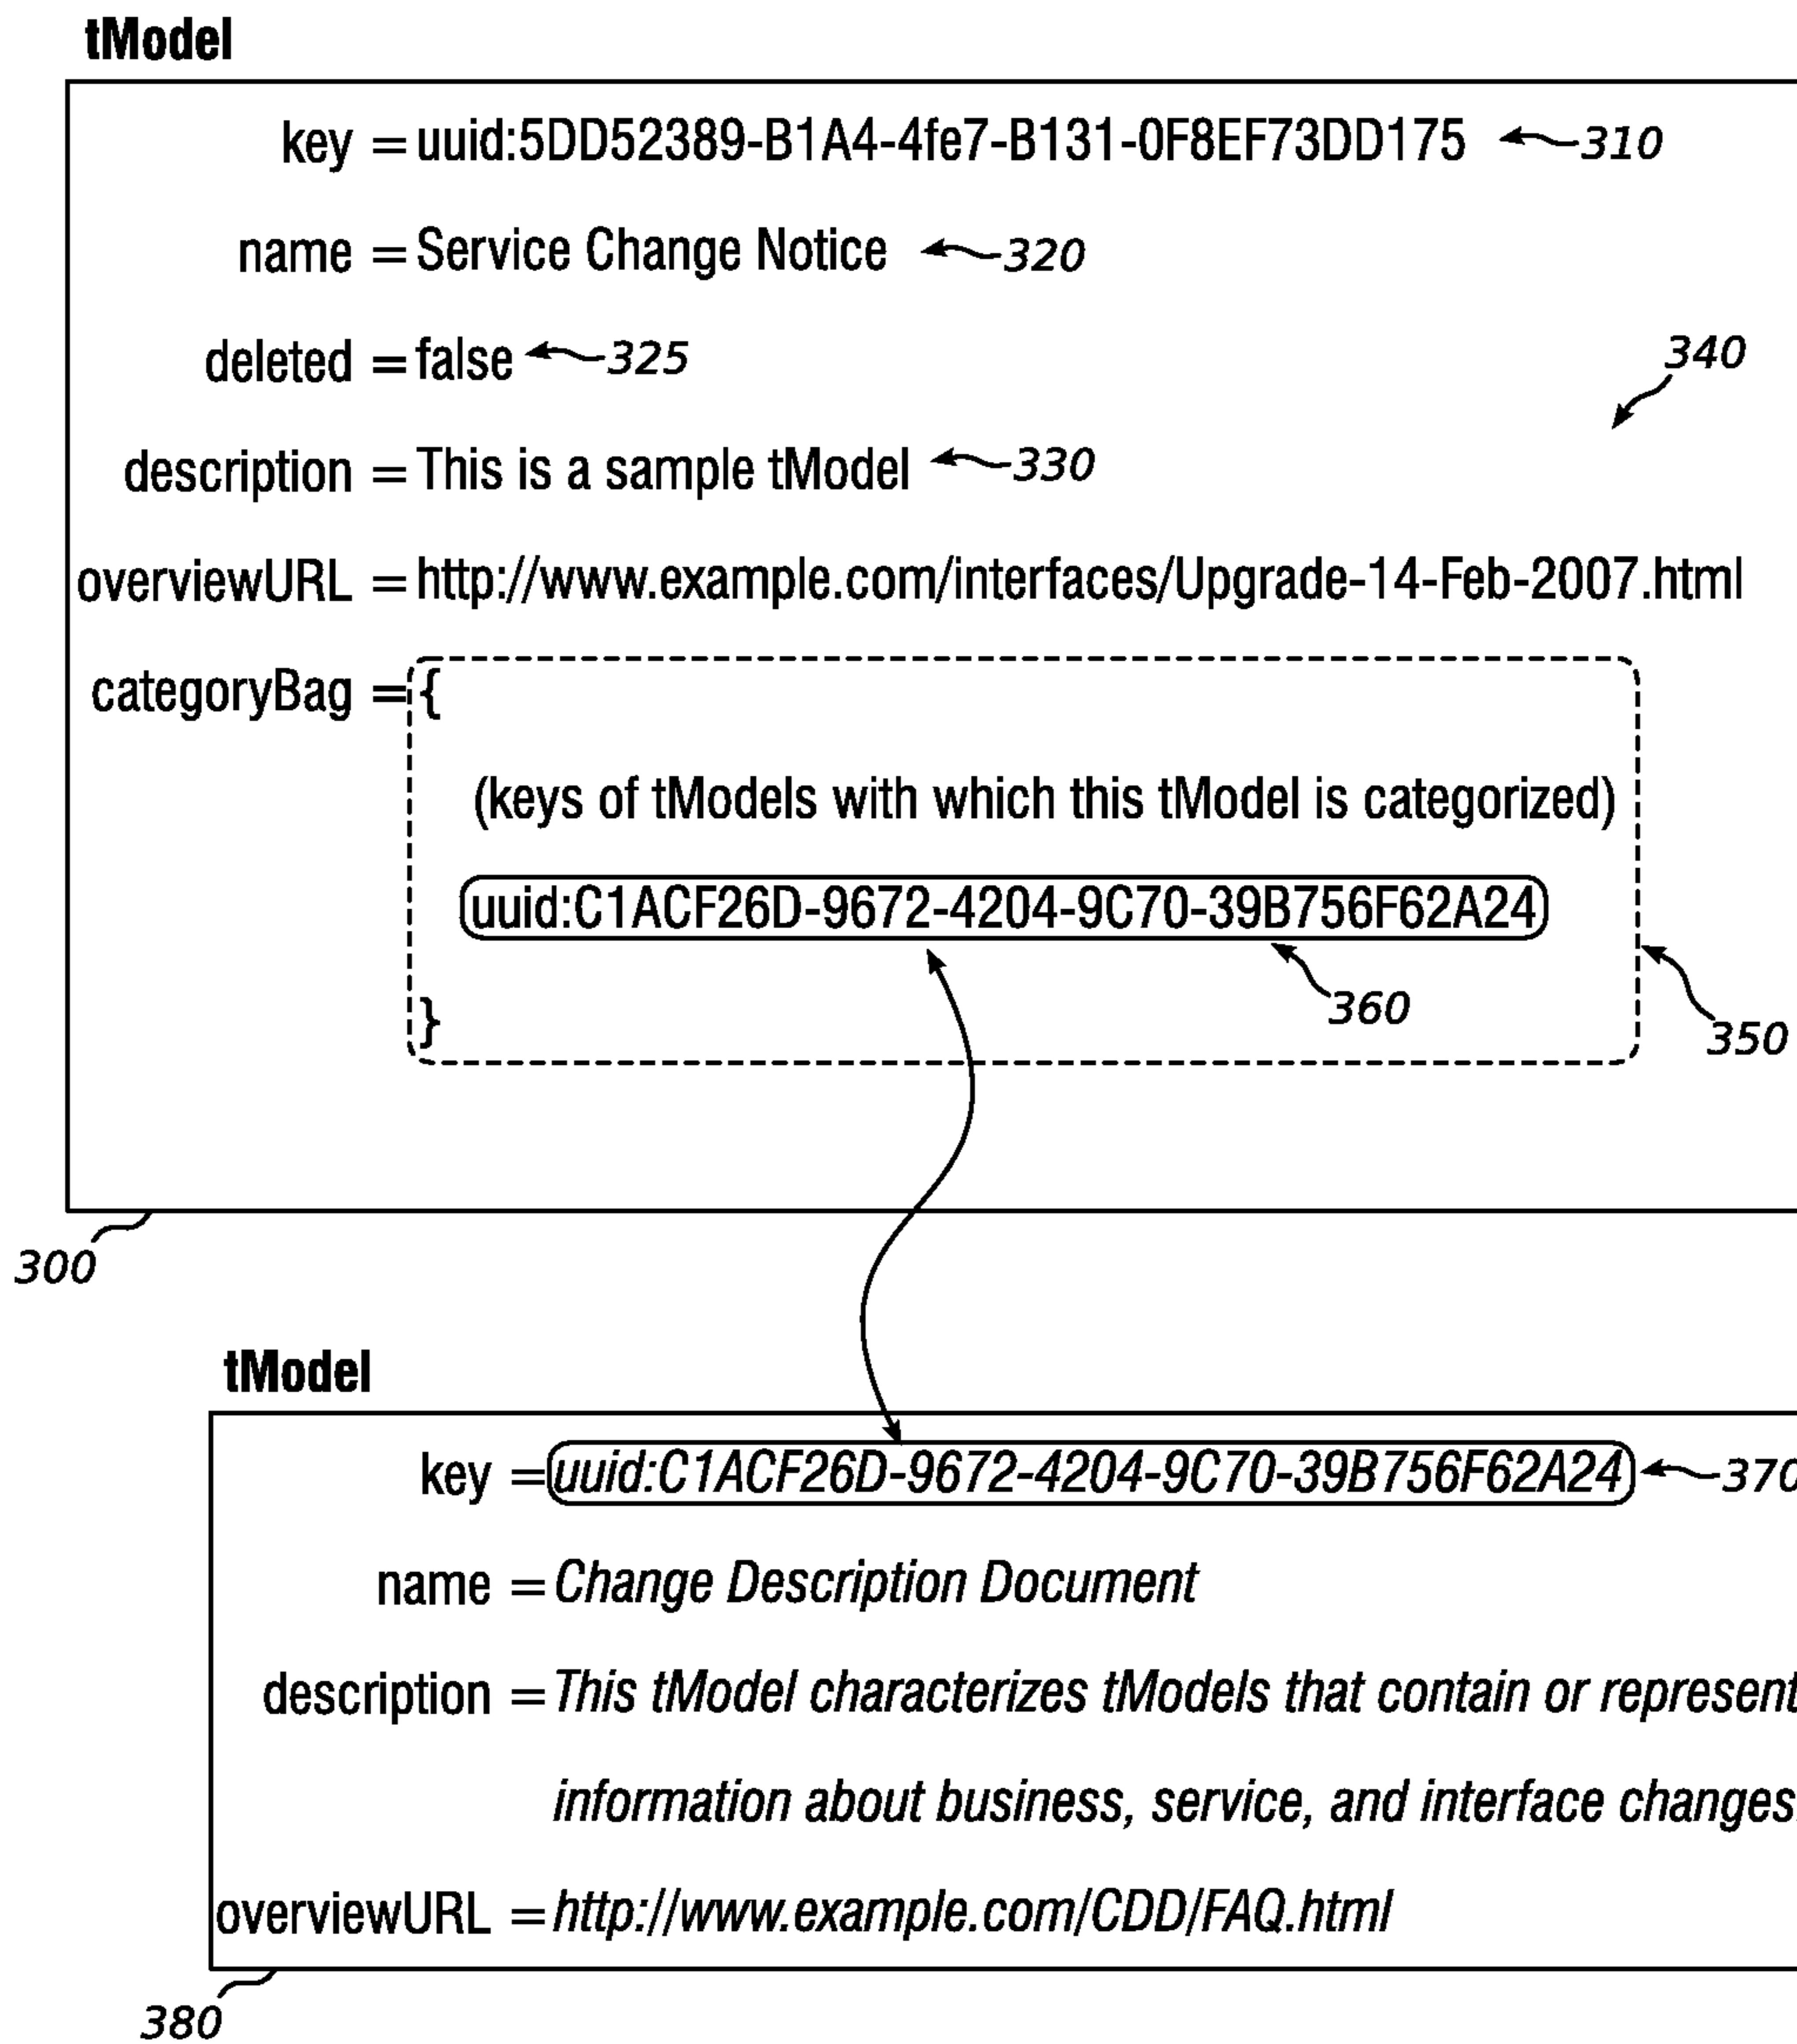 tModel
key = uuid:5DD52389-B1A4-4fe7-B131-0F8EF73DD175 310
name = Service Change Notice 320
deleted = false 325
340
description = This is a sample tModel 330
overviewURL = http://www.example.com/interfaces/Upgrade-14-Feb-2007.html
categoryBag = {
(keys of tModels with which this tModel is categorized)
uuid:C1ACF26D-9672-4204-9C70-39B756F62A24
360
}
350
300
tModel
key = uuid:C1ACF26D-9672-4204-9C70-39B756F62A24 370
name = Change Description Document
description = This tModel characterizes tModels that contain or represent
information about business, service, and interface changes.
overviewURL = http://www.example.com/CDD/FAQ.html
380